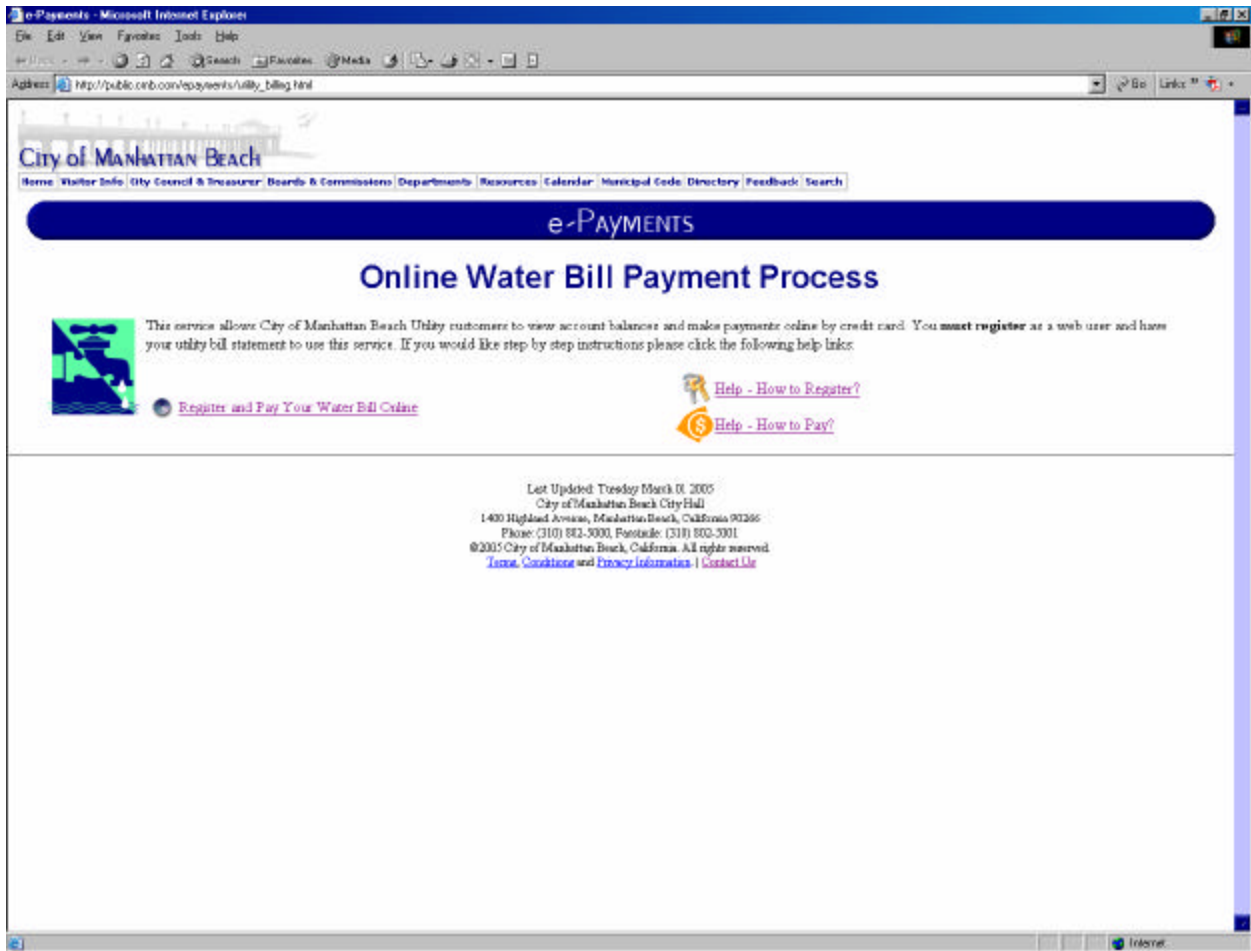 e-Payments - Microsoft Internet Explorer
File Edit View Favorites Tools Help
Back Search Favorites Media
Address http://public.cmb.com/epayments/utility_billing.html Go Links »
City of Manhattan Beach
Home Visitor Info City Council & Treasurer Boards & Commissions Departments Resources Calendar Municipal Code Directory Feedback Search
e-Payments
Online Water Bill Payment Process
This service allows City of Manhattan Beach Utility customers to view account balances and make payments online by credit card. You must register as a web user and have
your utility bill statement to use this service. If you would like step by step instructions please click the following help links:
Help - How to Register?
Register and Pay Your Water Bill Online
Help - How to Pay?
Last Updated: Tuesday March 01 2005
City of Manhattan Beach City Hall
1400 Highland Avenue, Manhattan Beach, California 90266
Phone: (310) 802-5000, Facsimile: (310) 802-5001
©2005 City of Manhattan Beach, California. All rights reserved.
Terms, Conditions and Privacy Information. | Contact Us
Internet